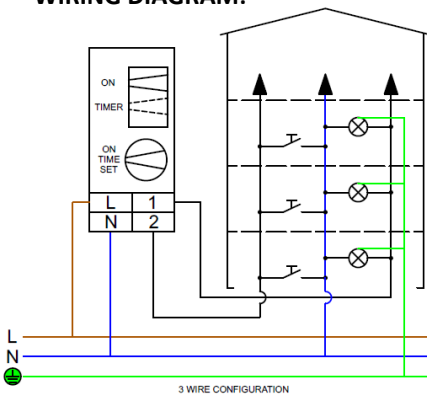 WIRING DIAGRAM:
ON
TIMER
ON
TIME
SET
L 1
N 2
L
N
3 WIRE CONFIGURATION